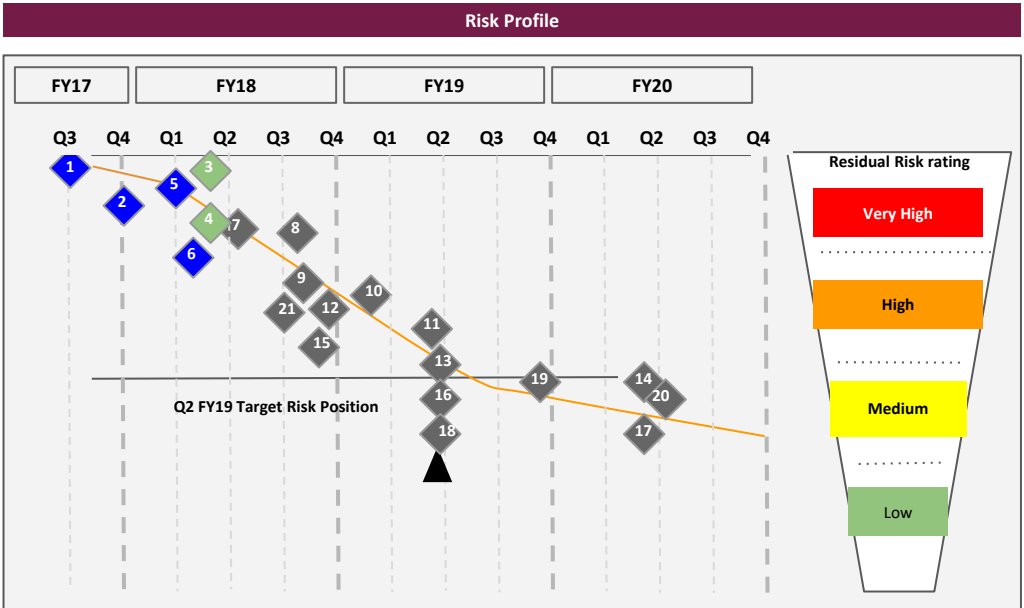 Risk Profile
FY17 FY18 FY19 FY20
Q3 Q4 Q1 Q2 Q3 Q4 Q1 Q2 Q3 Q4 Q1 Q2 Q3 Q4
Residual Risk rating
1 3
5
2 Very High
4 7 8
6
9 10 High
21 12
11
15
13
19 14
16 20 Medium
Q2 FY19 Target Risk Position
18 17
Low